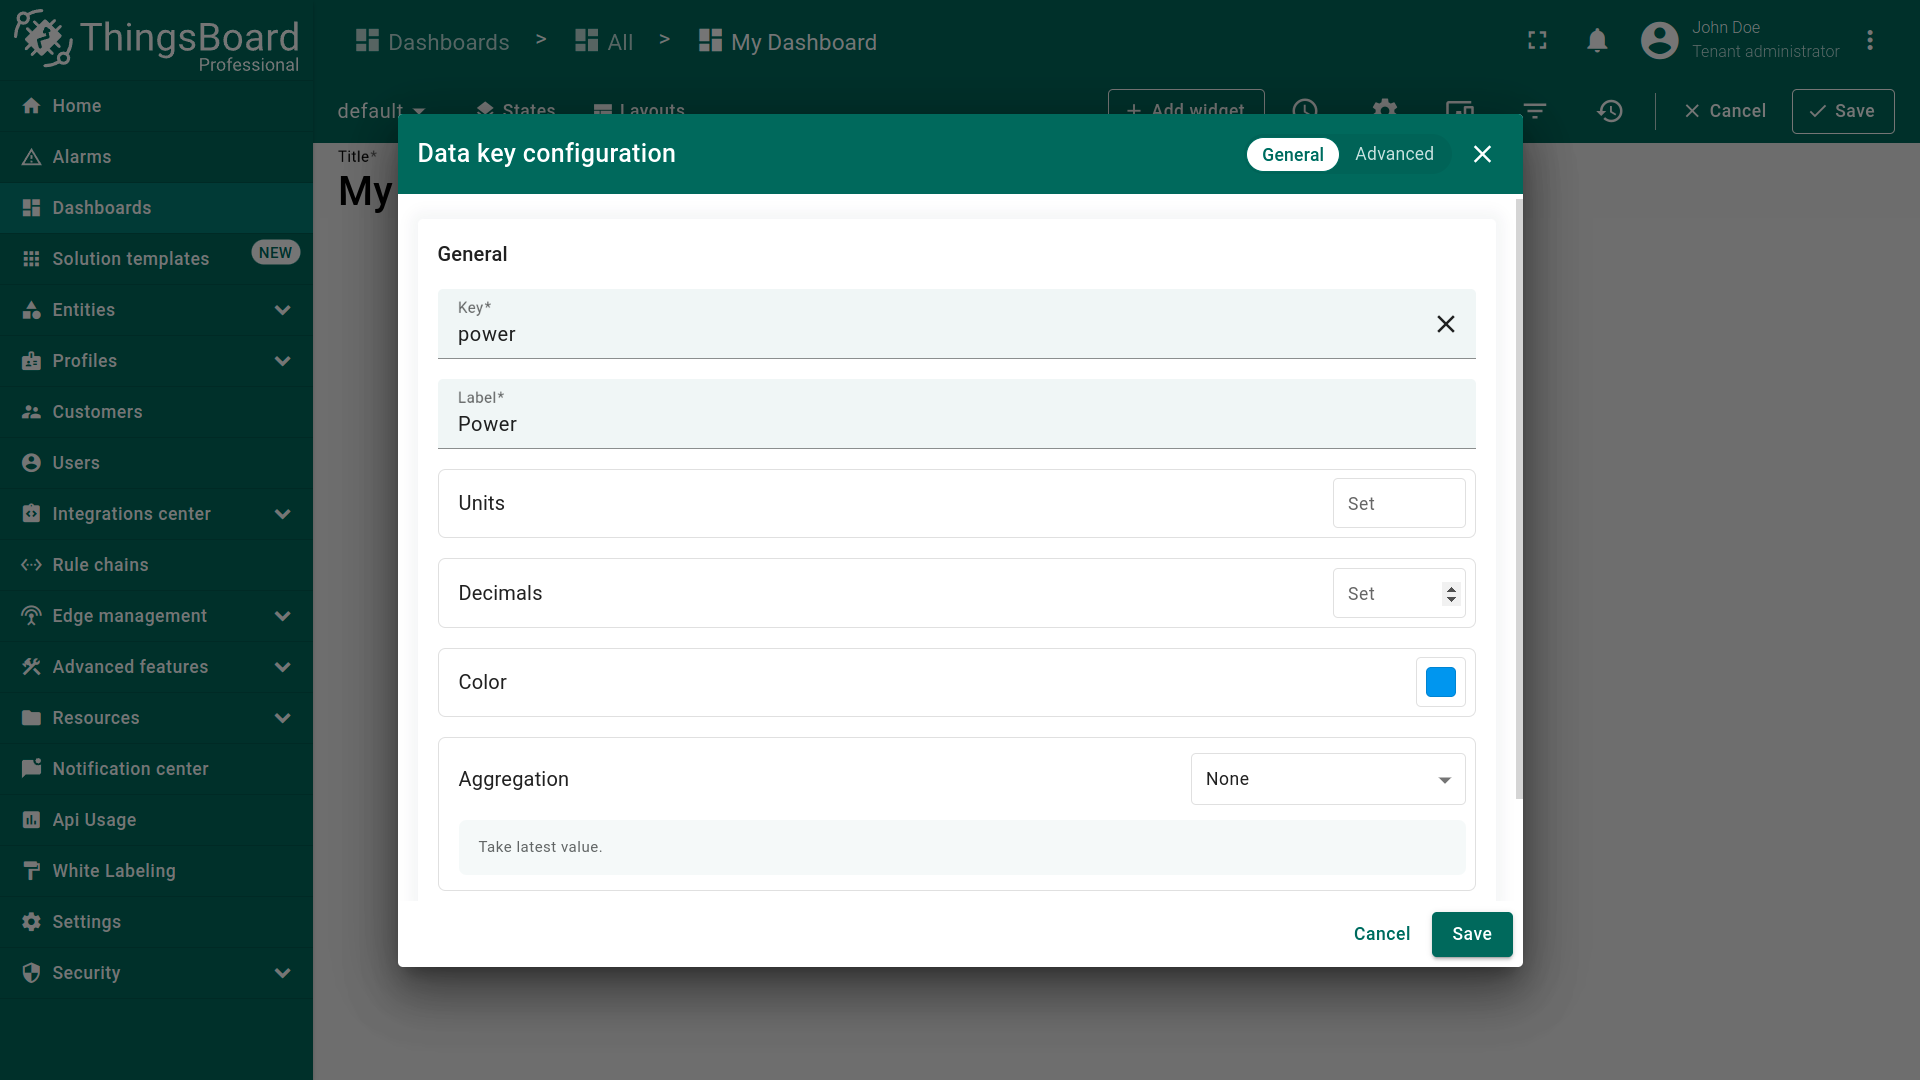 ThingsBoard
Professional
Dashboards > All > My Dashboard
John Doe
Tenant administrator
default
States
Layouts
+ Add widget
Cancel
Save
Home
Alarms
Dashboards
Solution templates
NEW
Entities
Profiles
Customers
Users
Integrations center
Rule chains
Edge management
Advanced features
Resources
Notification center
Api Usage
White Labeling
Settings
Security
Title*
My
Data key configuration
General
Advanced
General
Key*
power
Label*
Power
Units
Set
Decimals
Set
Color
Aggregation
None
Take latest value.
Cancel
Save